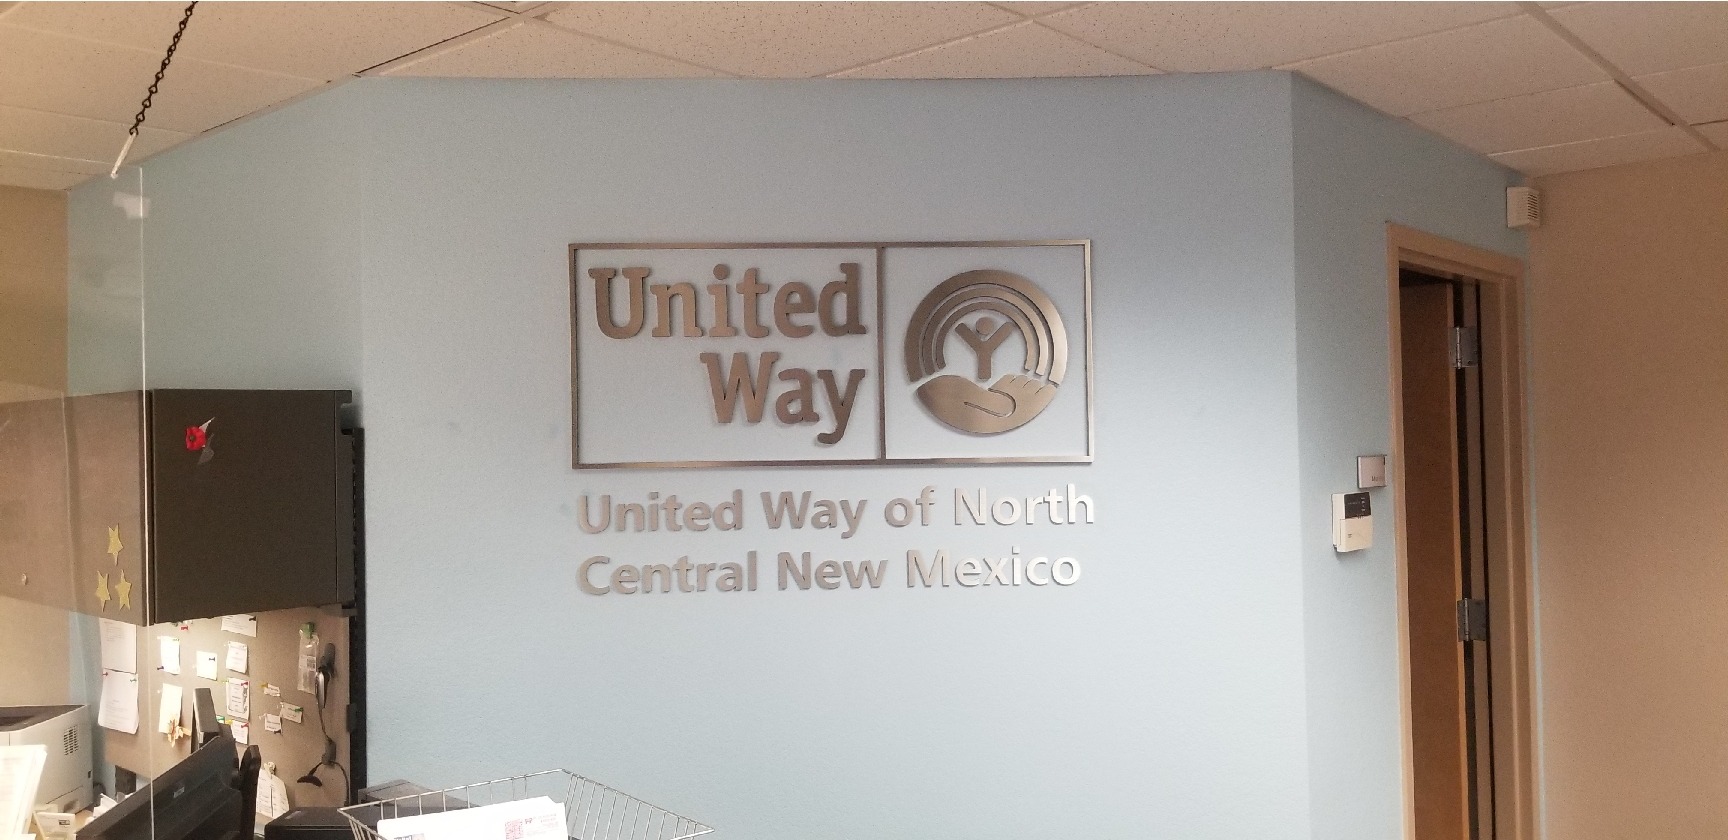 United
Way
United Way of North
Central New Mexico